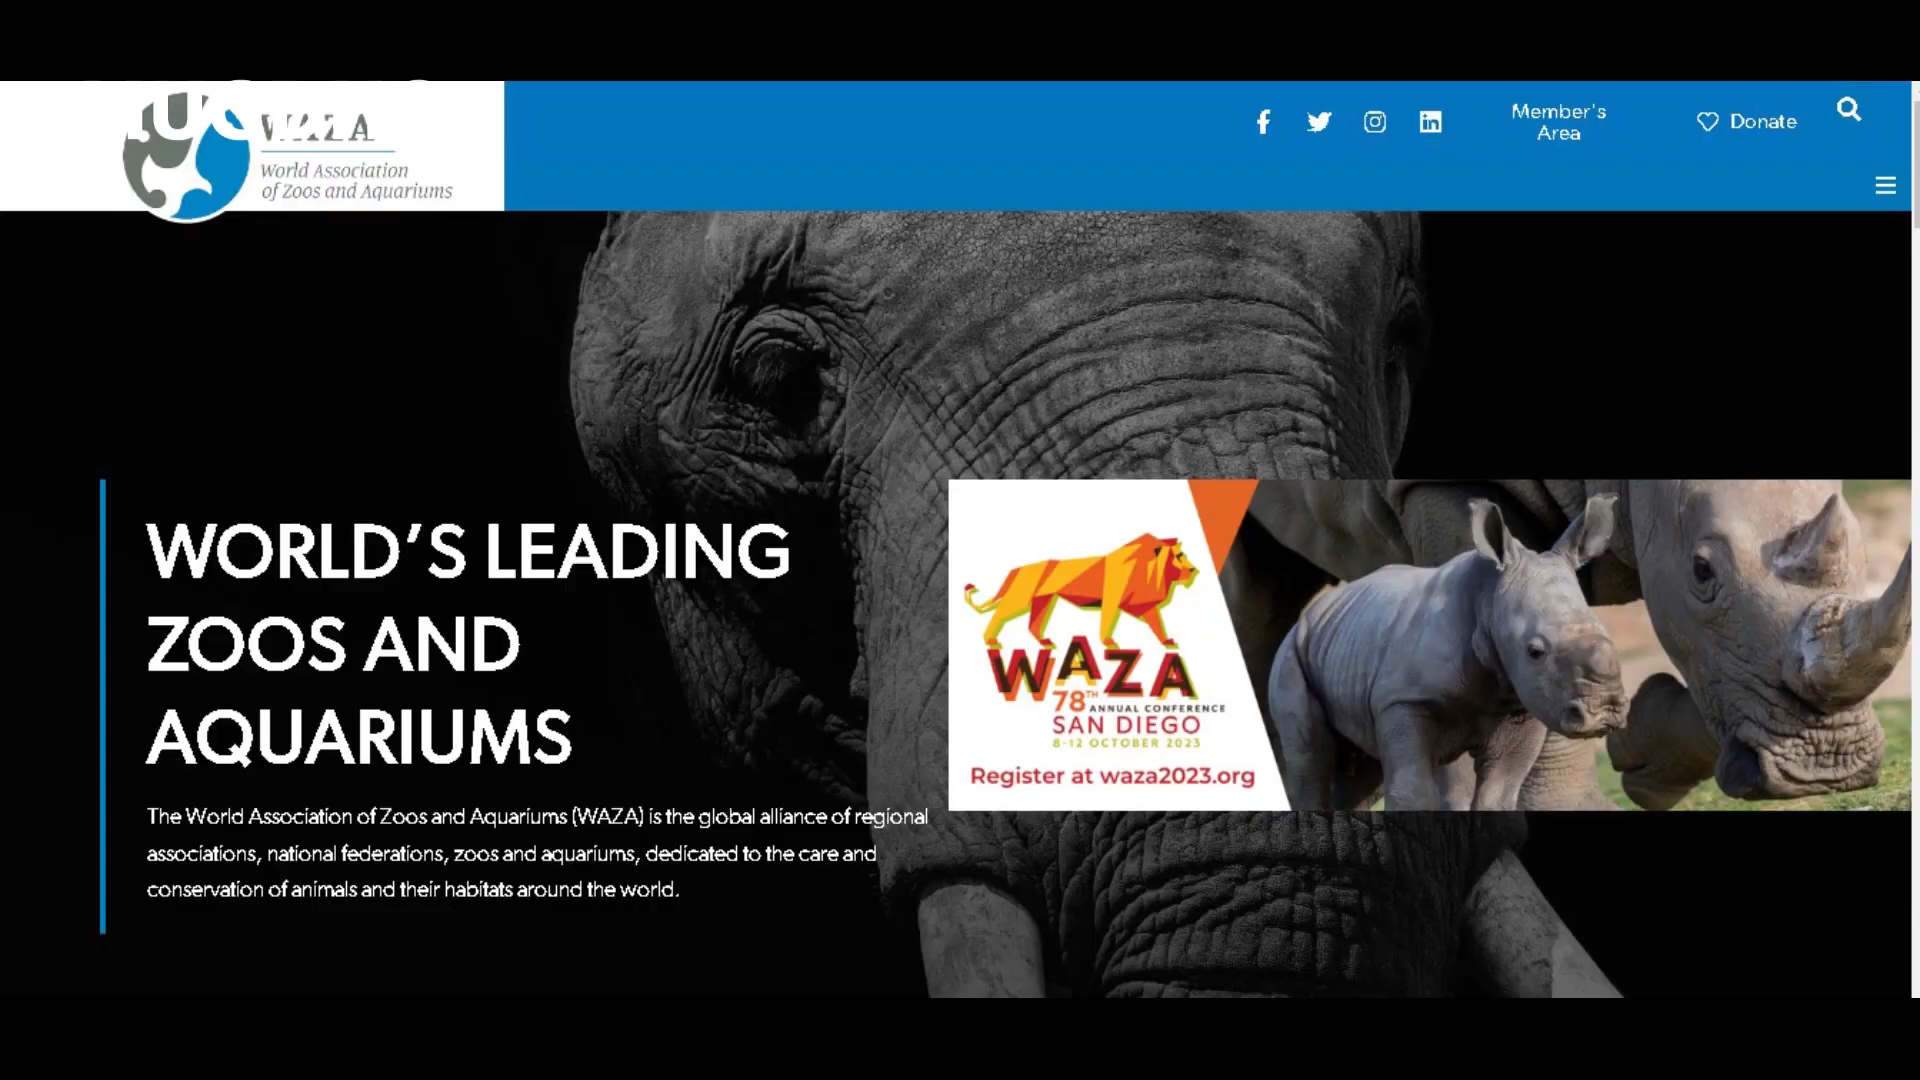 WAZA
World Association
of Zoos and Aquariums
Member's
Area
Donate
WORLD'S LEADING
ZOOS AND
AQUARIUMS
The World Association of Zoos and Aquariums (WAZA) is the global alliance of regional
associations, national federations, zoos and aquariums, dedicated to the care and
conservation of animals and their habitats around the world.
WAZA
78TH ANNUAL CONFERENCE
SAN DIEGO
8-12 OCTOBER 2023
Register at waza2023.org